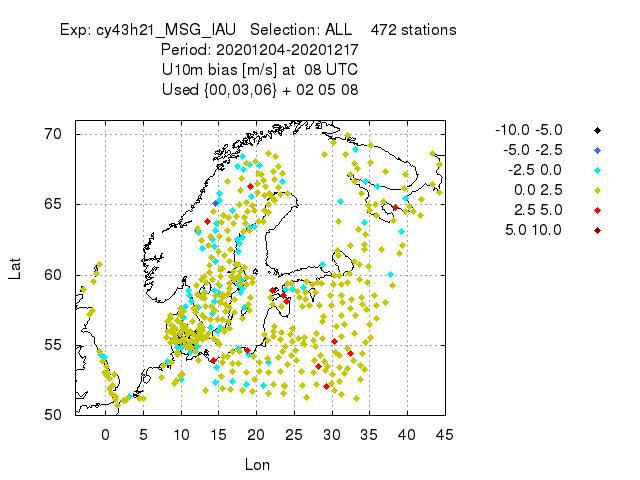 Exp: cy43h21_MSG_IAU   Selection: ALL    472 stations
Period: 20201204-20201217
U10m bias [m/s] at  08 UTC
Used {00,03,06} + 02 05 08
-10.0 -5.0
-5.0 -2.5
-2.5 0.0
0.0 2.5
2.5 5.0
5.0 10.0
Lat
70
65
60
55
50
0 5 10 15 20 25 30 35 40 45
Lon